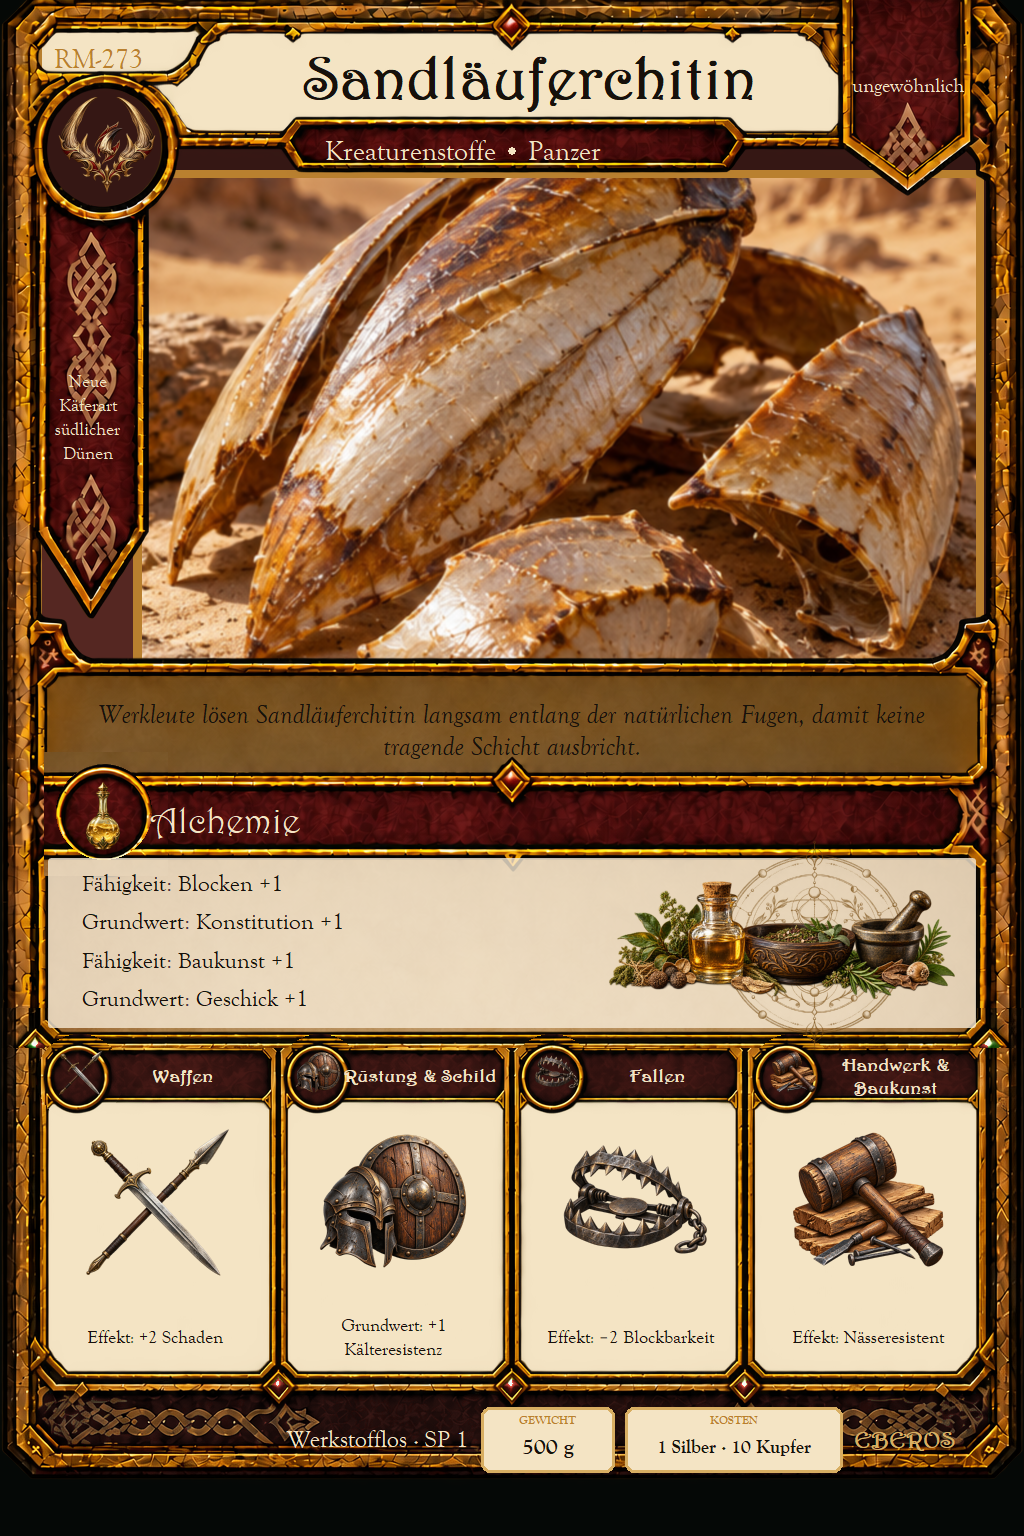 RM-273
Sandläuferchitin
ungewöhnlich
Kreaturenstoffe • Panzer
Neue
Käferart
südlicher
Dünen
Werkleute lösen Sandläuferchitin langsam entlang der natürlichen Fugen, damit keine
tragende Schicht ausbricht.
Alchemie
Fähigkeit: Blocken +1
Grundwert: Konstitution +1
Fähigkeit: Baukunst +1
Grundwert: Geschick +1
Waffen
Effekt: +2 Schaden
Rüstung & Schild
Grundwert: +1
Kälteresistenz
Fallen
Effekt: −2 Blockbarkeit
Handwerk &
Baukunst
Effekt: Nässeresistent
Werkstofflos · SP 1
GEWICHT
500 g
KOSTEN
1 Silber · 10 Kupfer
EBEROS